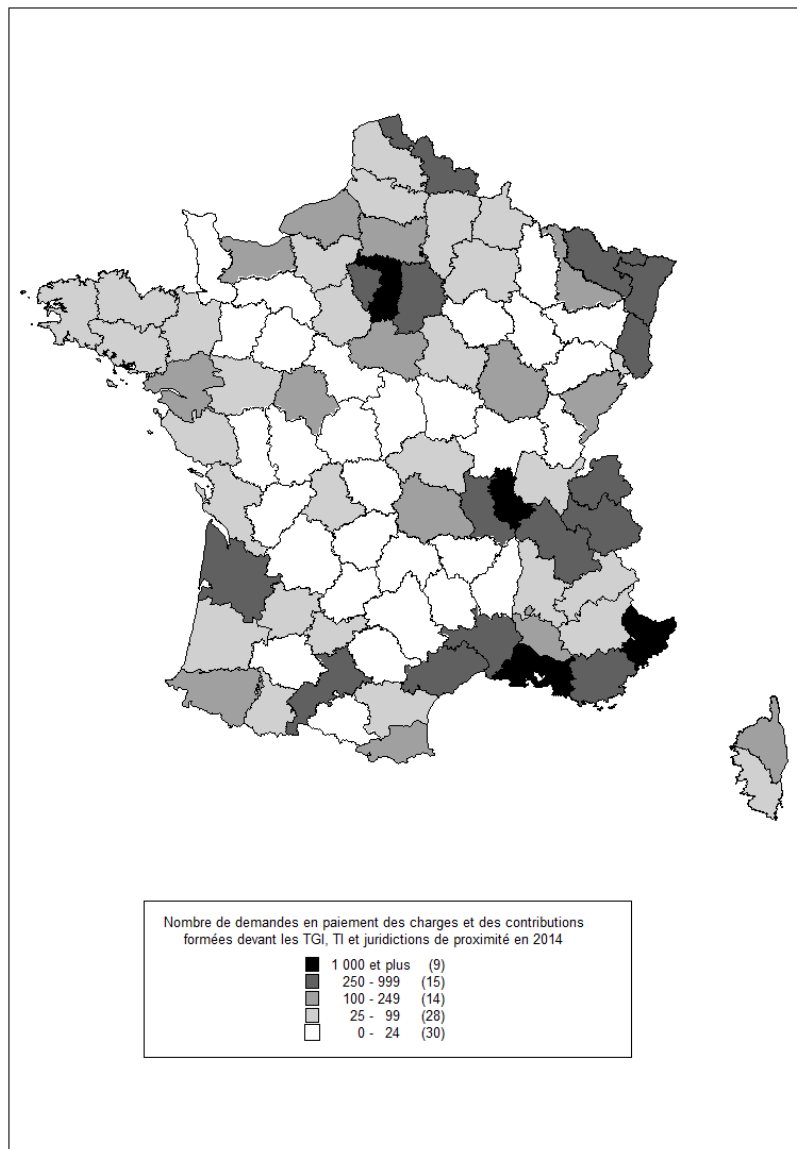 Nombre de demandes en paiement des charges et des contributions
formées devant les TGI, TI et juridictions de proximité en 2014
1 000 et plus (9)
250 - 999 (15)
100 - 249 (14)
25 - 99 (28)
0 - 24 (30)